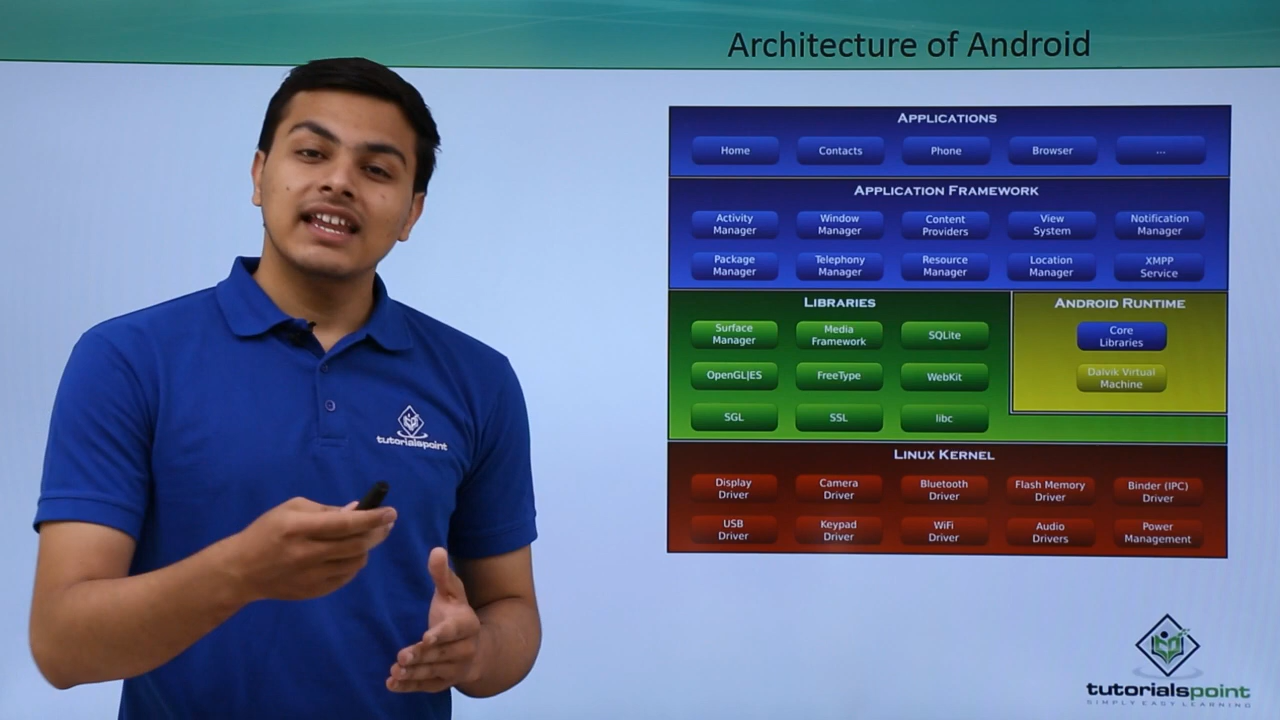 Architecture of Android
APPLICATIONS
Home
Contacts
Phone
Browser
...
APPLICATION FRAMEWORK
Activity
Manager
Window
Manager
Content
Providers
View
System
Notification
Manager
Package
Manager
Telephony
Manager
Resource
Manager
Location
Manager
XMPP
Service
LIBRARIES
Surface
Manager
Media
Framework
SQLite
OpenGL|ES
FreeType
WebKit
SGL
SSL
libc
ANDROID RUNTIME
Core
Libraries
Dalvik Virtual
Machine
LINUX KERNEL
Display
Driver
Camera
Driver
Bluetooth
Driver
Flash Memory
Driver
Binder (IPC)
Driver
USB
Driver
Keypad
Driver
WiFi
Driver
Audio
Drivers
Power
Management
tutorialspoint
tutorialspoint
SIMPLY EASY LEARNING